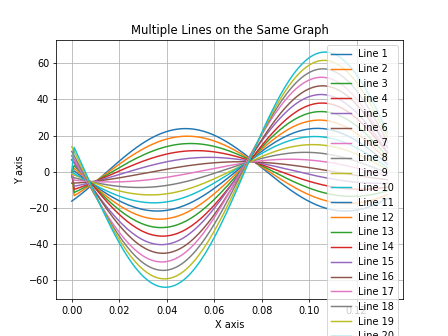 Multiple Lines on the Same Graph
Y axis
60
40
20
0
−20
−40
−60
0.00
0.02
0.04
0.06
0.08
0.10
X axis
Line 1
Line 2
Line 3
Line 4
Line 5
Line 6
Line 7
Line 8
Line 9
Line 10
Line 11
Line 12
Line 13
Line 14
Line 15
Line 16
Line 17
Line 18
Line 19
Line 20